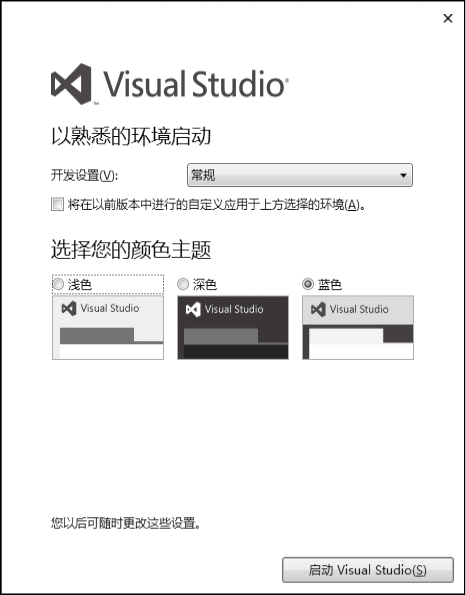 Visual Studio
以熟悉的环境启动
开发设置(V):
常规
将在以前版本中进行的自定义应用于上方选择的环境(A)。
选择您的颜色主题
浅色 深色 蓝色
Visual Studio Visual Studio Visual Studio
您以后可随时更改这些设置。
启动 Visual Studio(S)